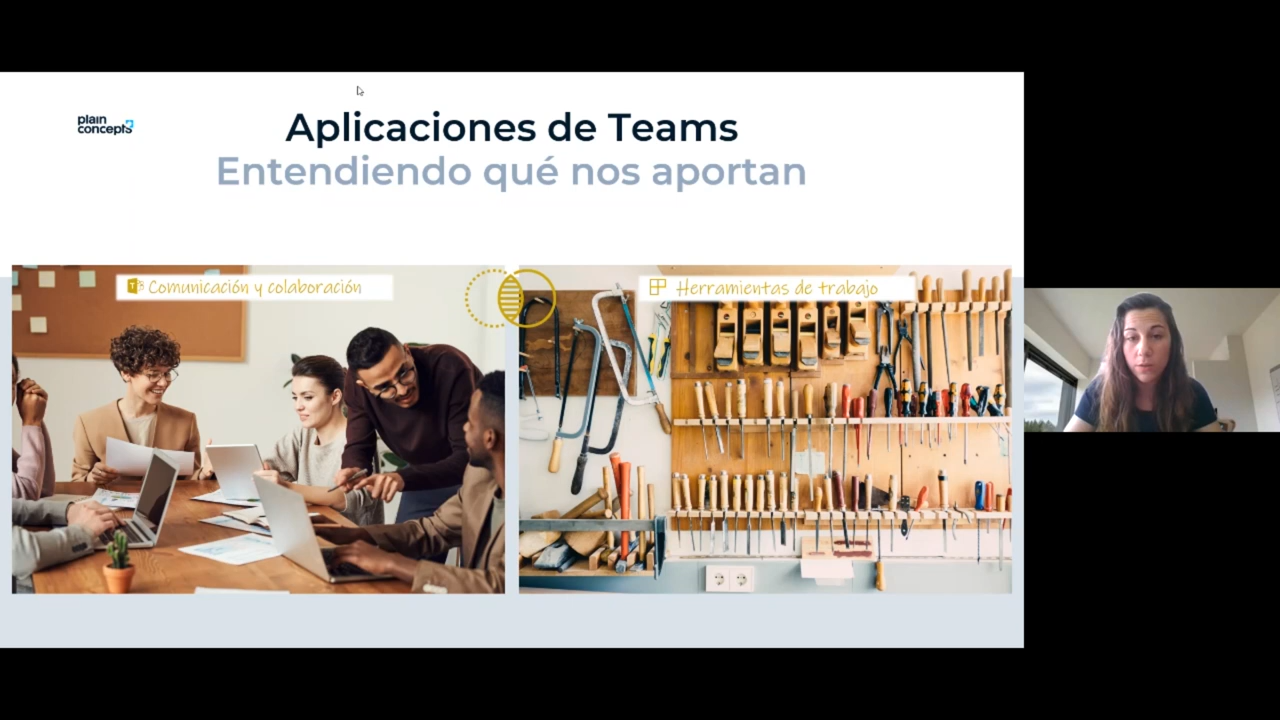 plain
concepts
Aplicaciones de Teams
Entendiendo qué nos aportan
Comunicación y colaboración
Herramientas de trabajo